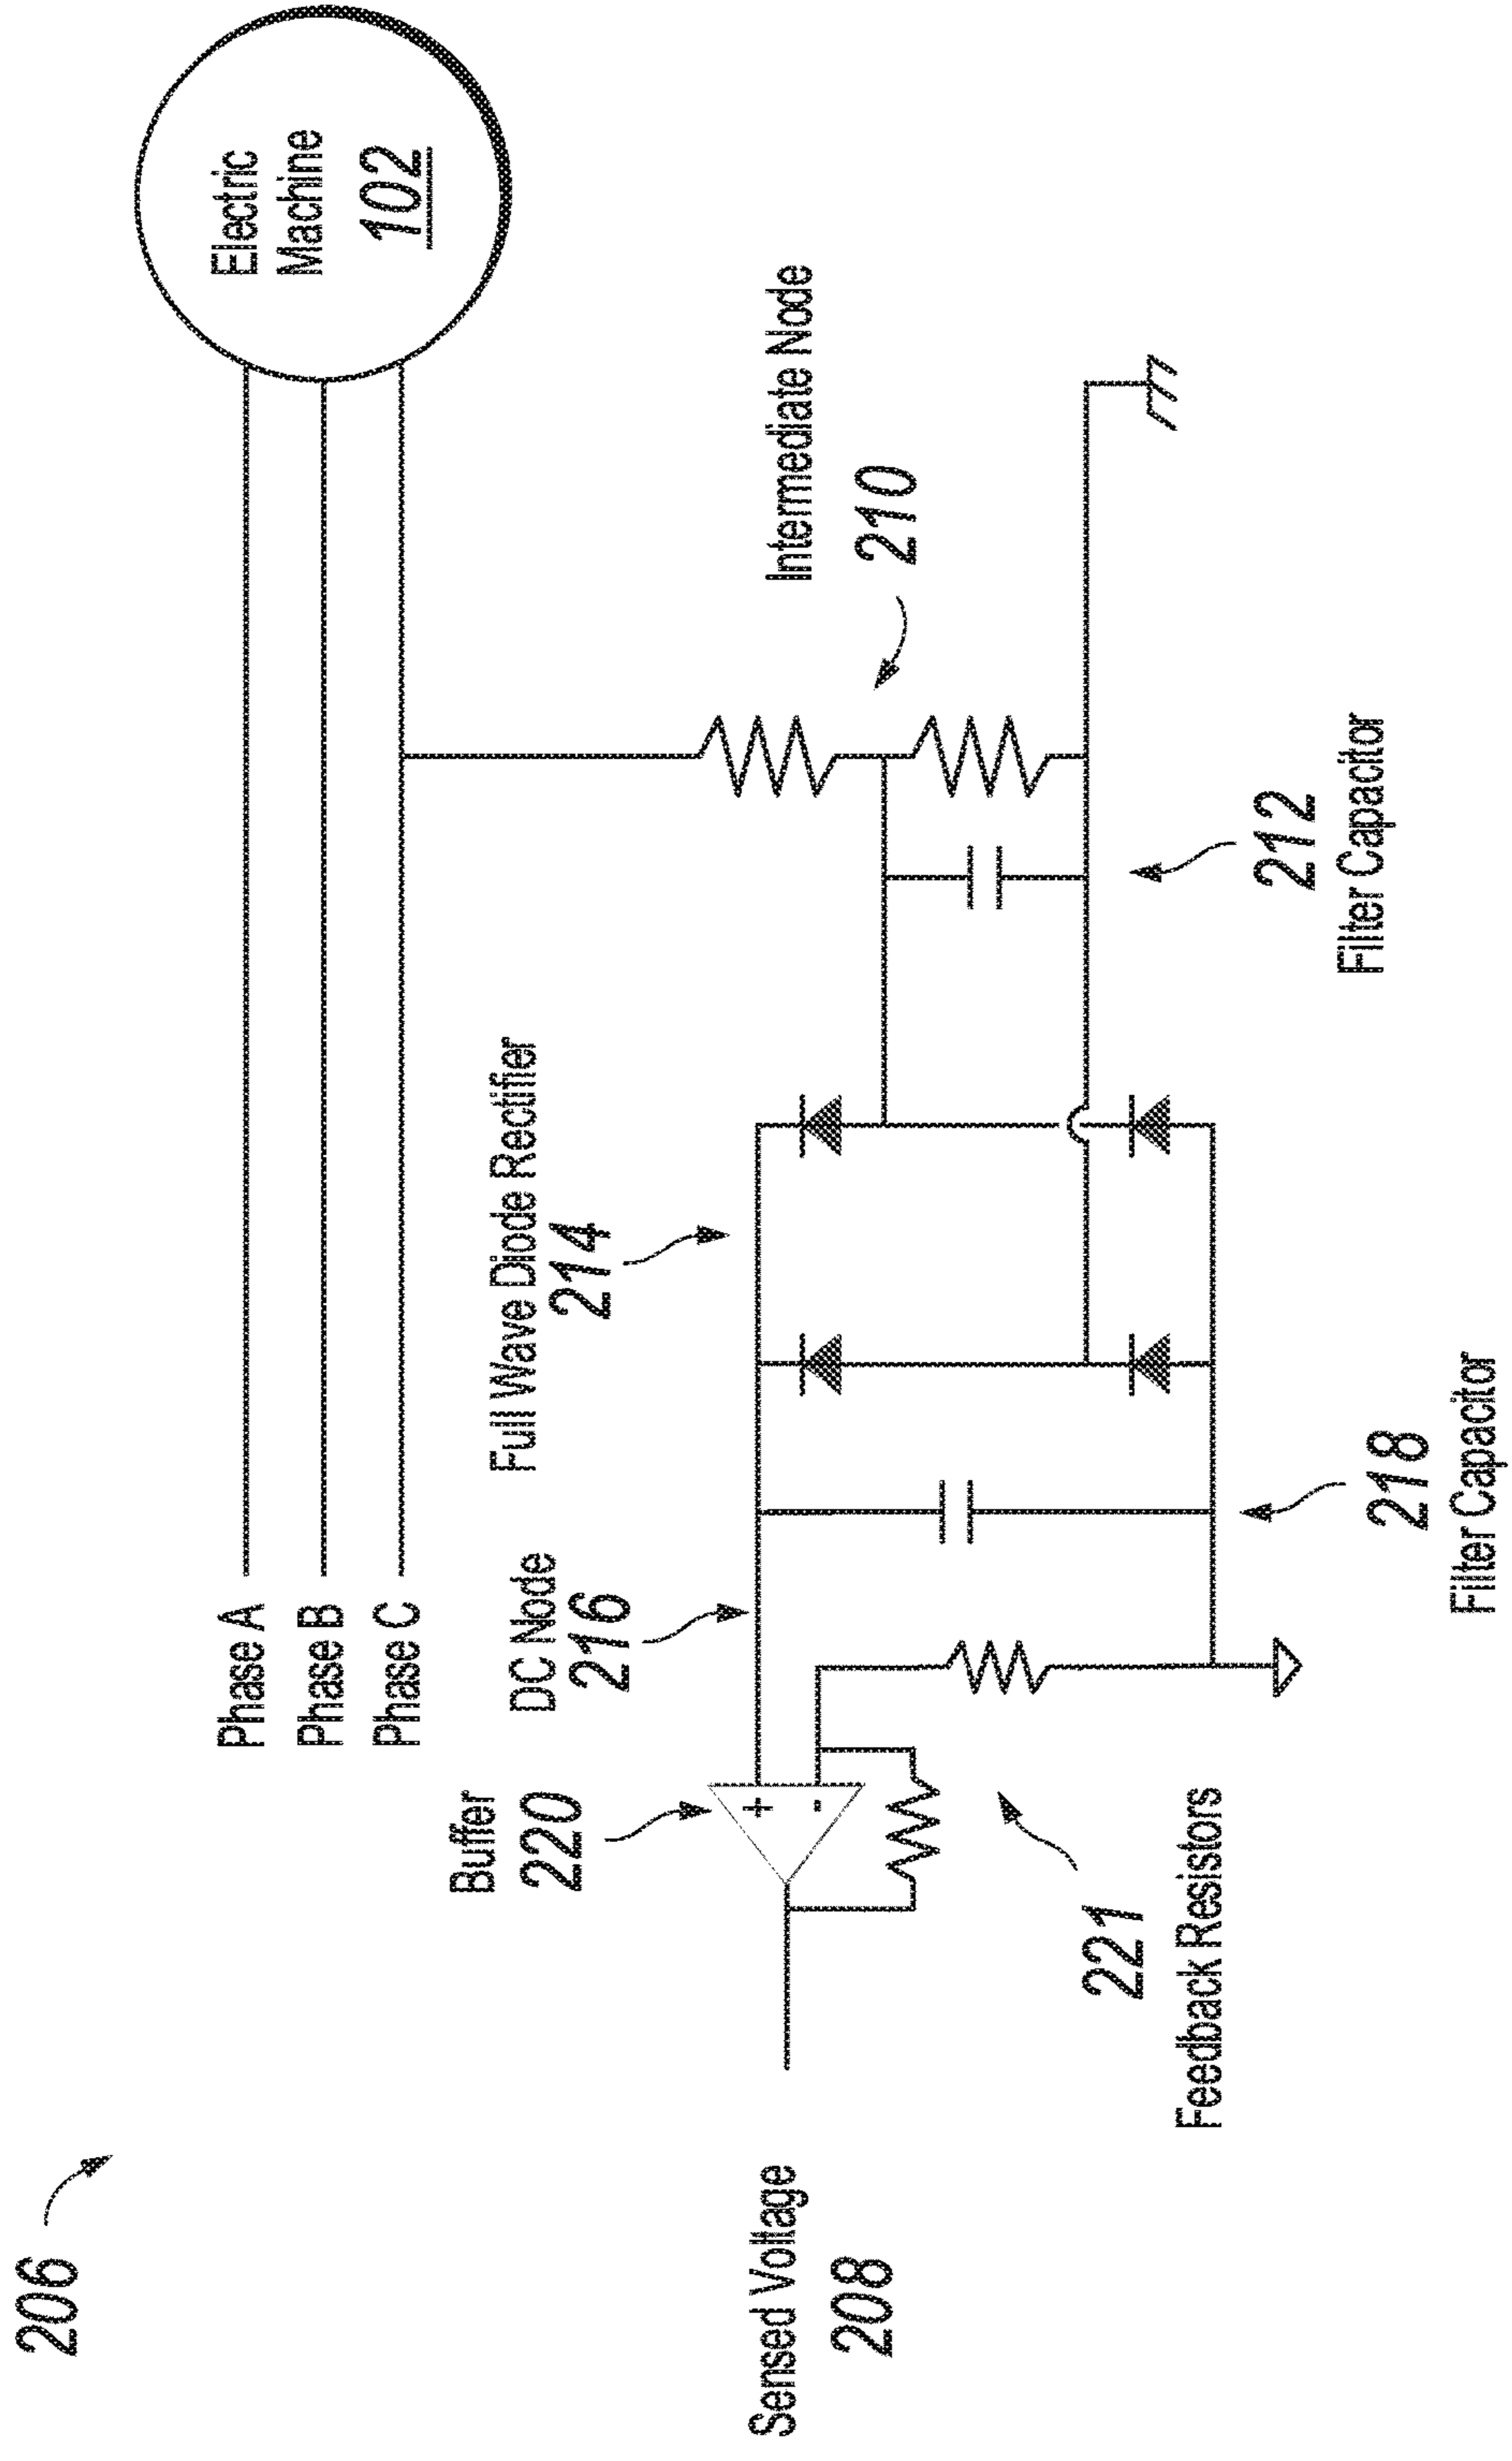 206
Sensed Voltage
208
Buffer
220
221
Feedback Resistors
Phase A
Phase B
Phase C
DC Node
216
+
-
218
Filter Capacitor
Full Wave Diode Rectifier
214
212
Filter Capacitor
Intermediate Node
210
Electric
Machine
102